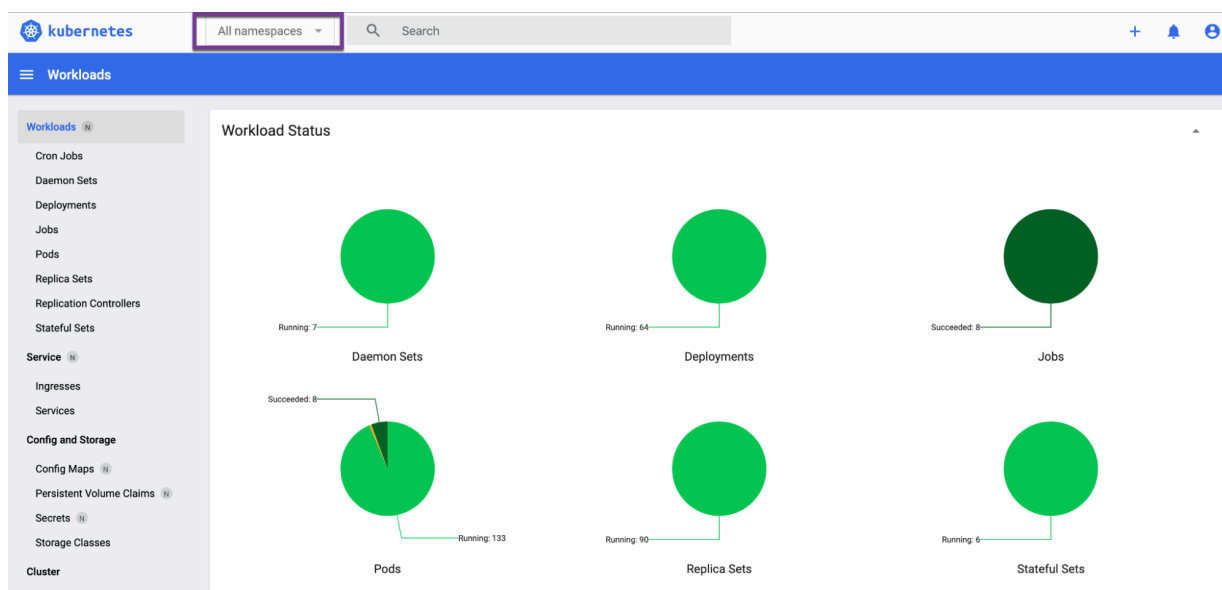 kubernetes
All namespaces
Search
Workloads
Workloads N
Cron Jobs
Daemon Sets
Deployments
Jobs
Pods
Replica Sets
Replication Controllers
Stateful Sets
Service N
Ingresses
Services
Config and Storage
Config Maps N
Persistent Volume Claims N
Secrets N
Storage Classes
Cluster
Workload Status
Running: 7
Daemon Sets
Running: 64
Deployments
Succeeded: 8
Jobs
Succeeded: 8
Running: 133
Pods
Running: 90
Replica Sets
Running: 6
Stateful Sets